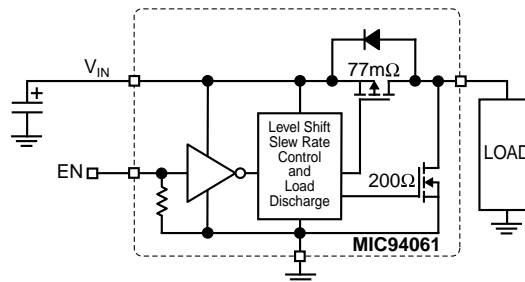 V_IN
77mΩ
+
Level Shift
Slew Rate
Control
and
Load
Discharge
LOAD
EN
200Ω
MIC94061